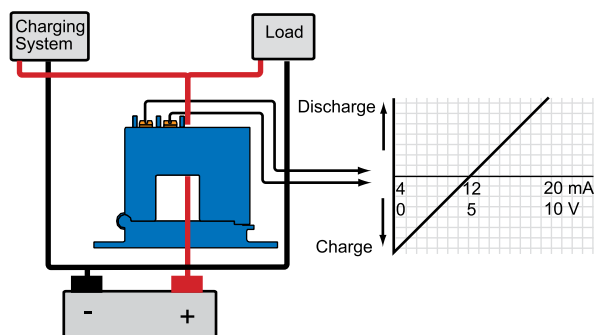 Charging
System
Load
Discharge
4 12 20 mA
0 5 10 V
Charge
- +